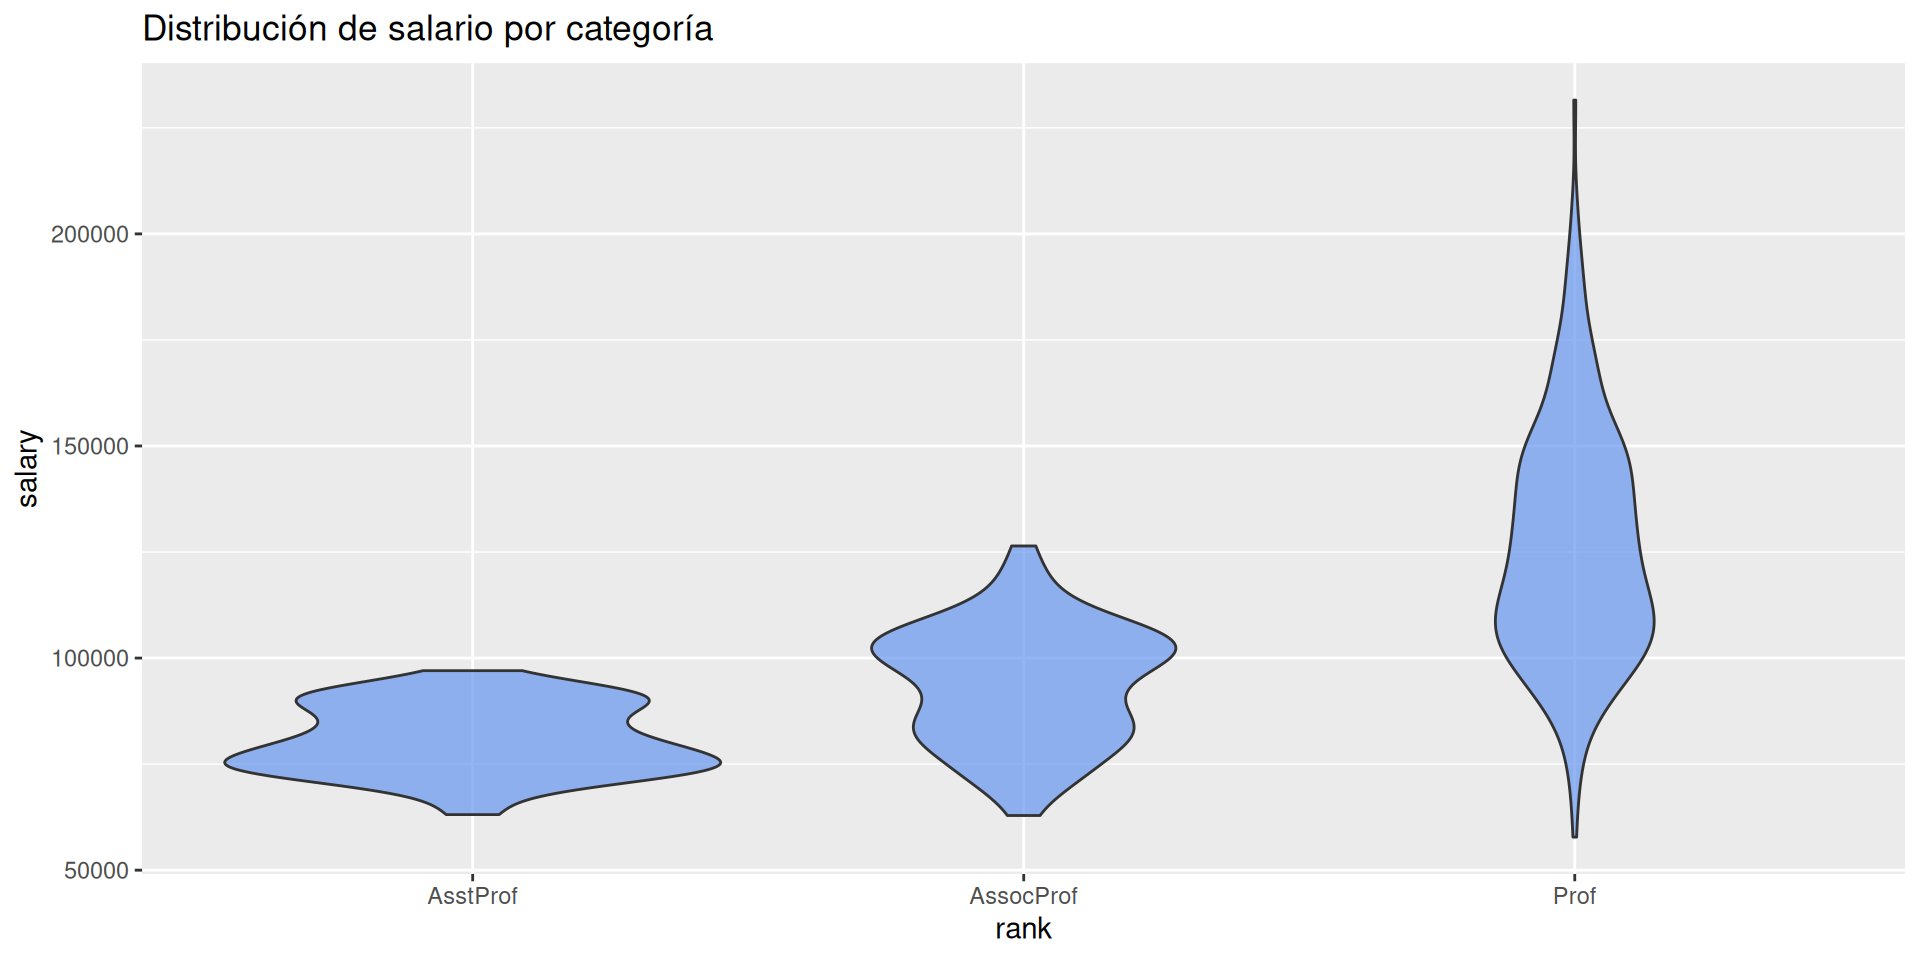 Distribución de salario por categoría
salary
200000
150000
100000
50000
AsstProf
AssocProf
Prof
rank